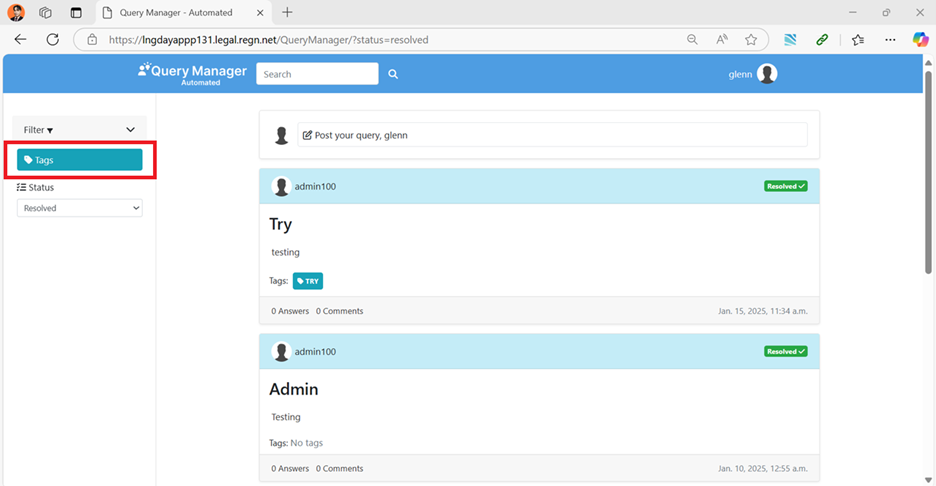 Query Manager - Automated
https://lngdayappp131.legal.regn.net/QueryManager/?status=resolved
Query Manager
Automated
Search
glenn
Filter
Tags
Status
Resolved
Post your query, glenn
admin100
Resolved
Try
testing
Tags: TRY
0 Answers 0 Comments
Jan. 15, 2025, 11:34 a.m.
admin100
Resolved
Admin
Testing
Tags: No tags
0 Answers 0 Comments
Jan. 10, 2025, 12:55 a.m.